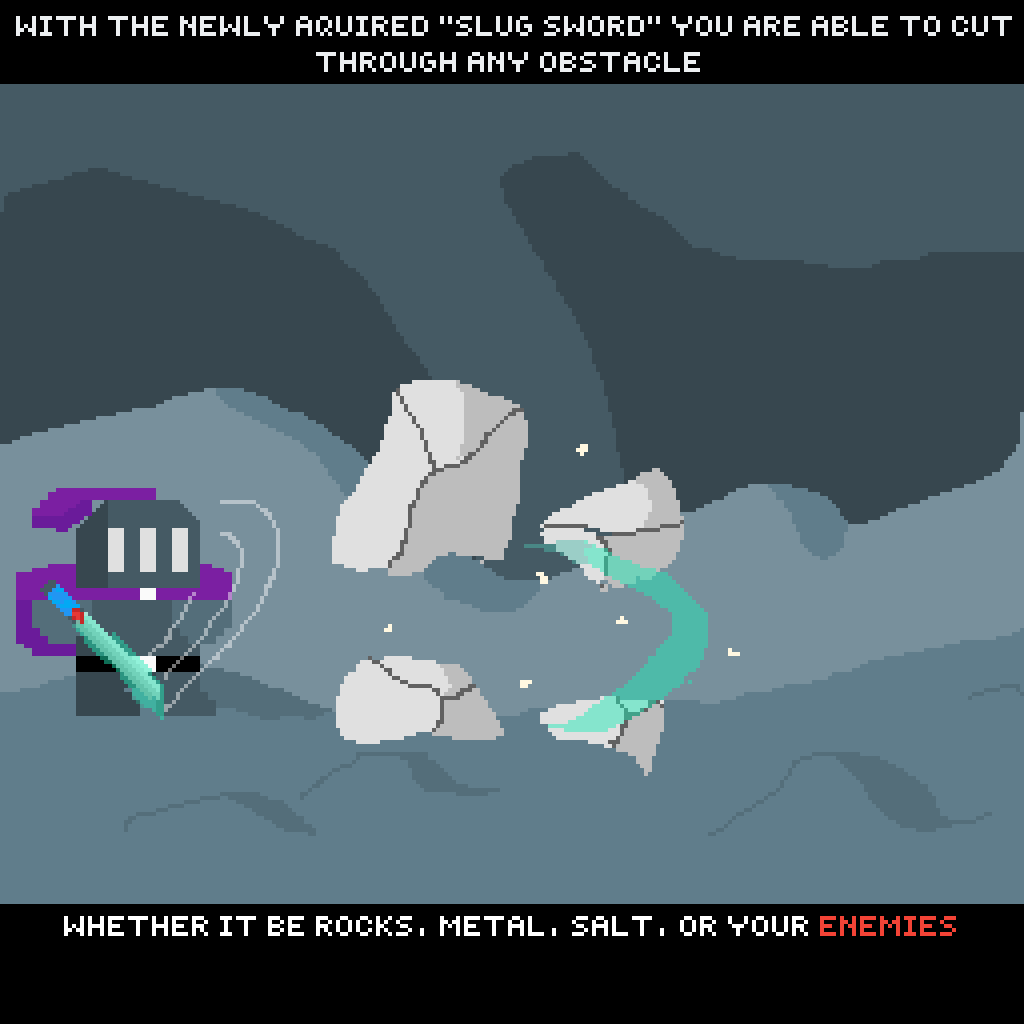 WITH THE NEWLY AQUIRED "SLUG SWORD" YOU ARE ABLE TO CUT
THROUGH ANY OBSTACLE
WHETHER IT BE ROCKS, METAL, SALT, OR YOUR ENEMIES